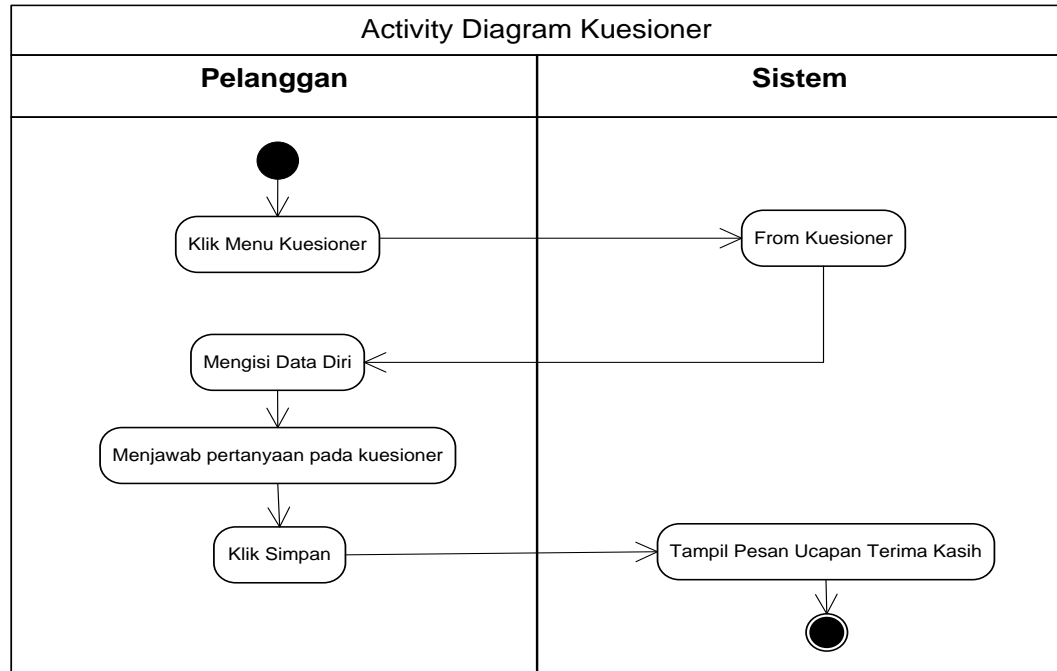 Activity Diagram Kuesioner
Pelanggan
Sistem
Klik Menu Kuesioner
From Kuesioner
Mengisi Data Diri
Menjawab pertanyaan pada kuesioner
Klik Simpan
Tampil Pesan Ucapan Terima Kasih